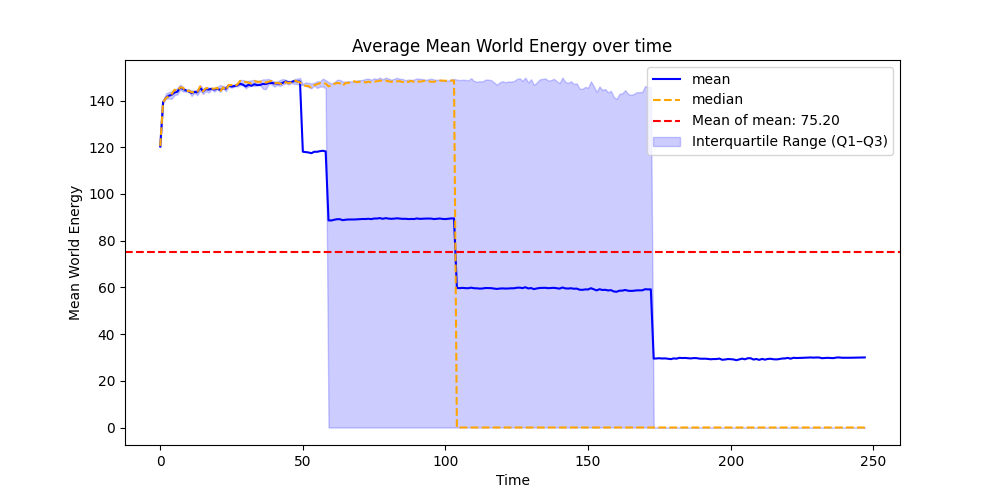 Average Mean World Energy over time
mean
median
Mean of mean: 75.20
Interquartile Range (Q1–Q3)
Mean World Energy
140
120
100
80
60
40
20
0
0 50 100 150 200 250
Time